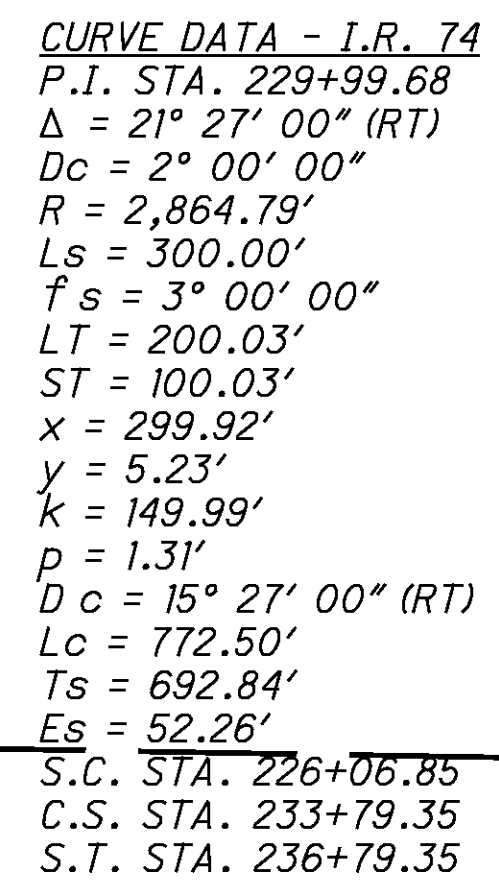 CURVE DATA - I.R. 74
P.I. STA. 229+99.68
Δ = 21° 27' 00" (RT)
Dc = 2° 00' 00"
R = 2,864.79'
Ls = 300.00'
fs = 3° 00' 00"
LT = 200.03'
ST = 100.03'
x = 299.92'
y = 5.23'
k = 149.99'
p = 1.31'
D c = 15° 27' 00" (RT)
Lc = 772.50'
Ts = 692.84'
Es = 52.26'
S.C. STA. 226+06.85
C.S. STA. 233+79.35
S.T. STA. 236+79.35